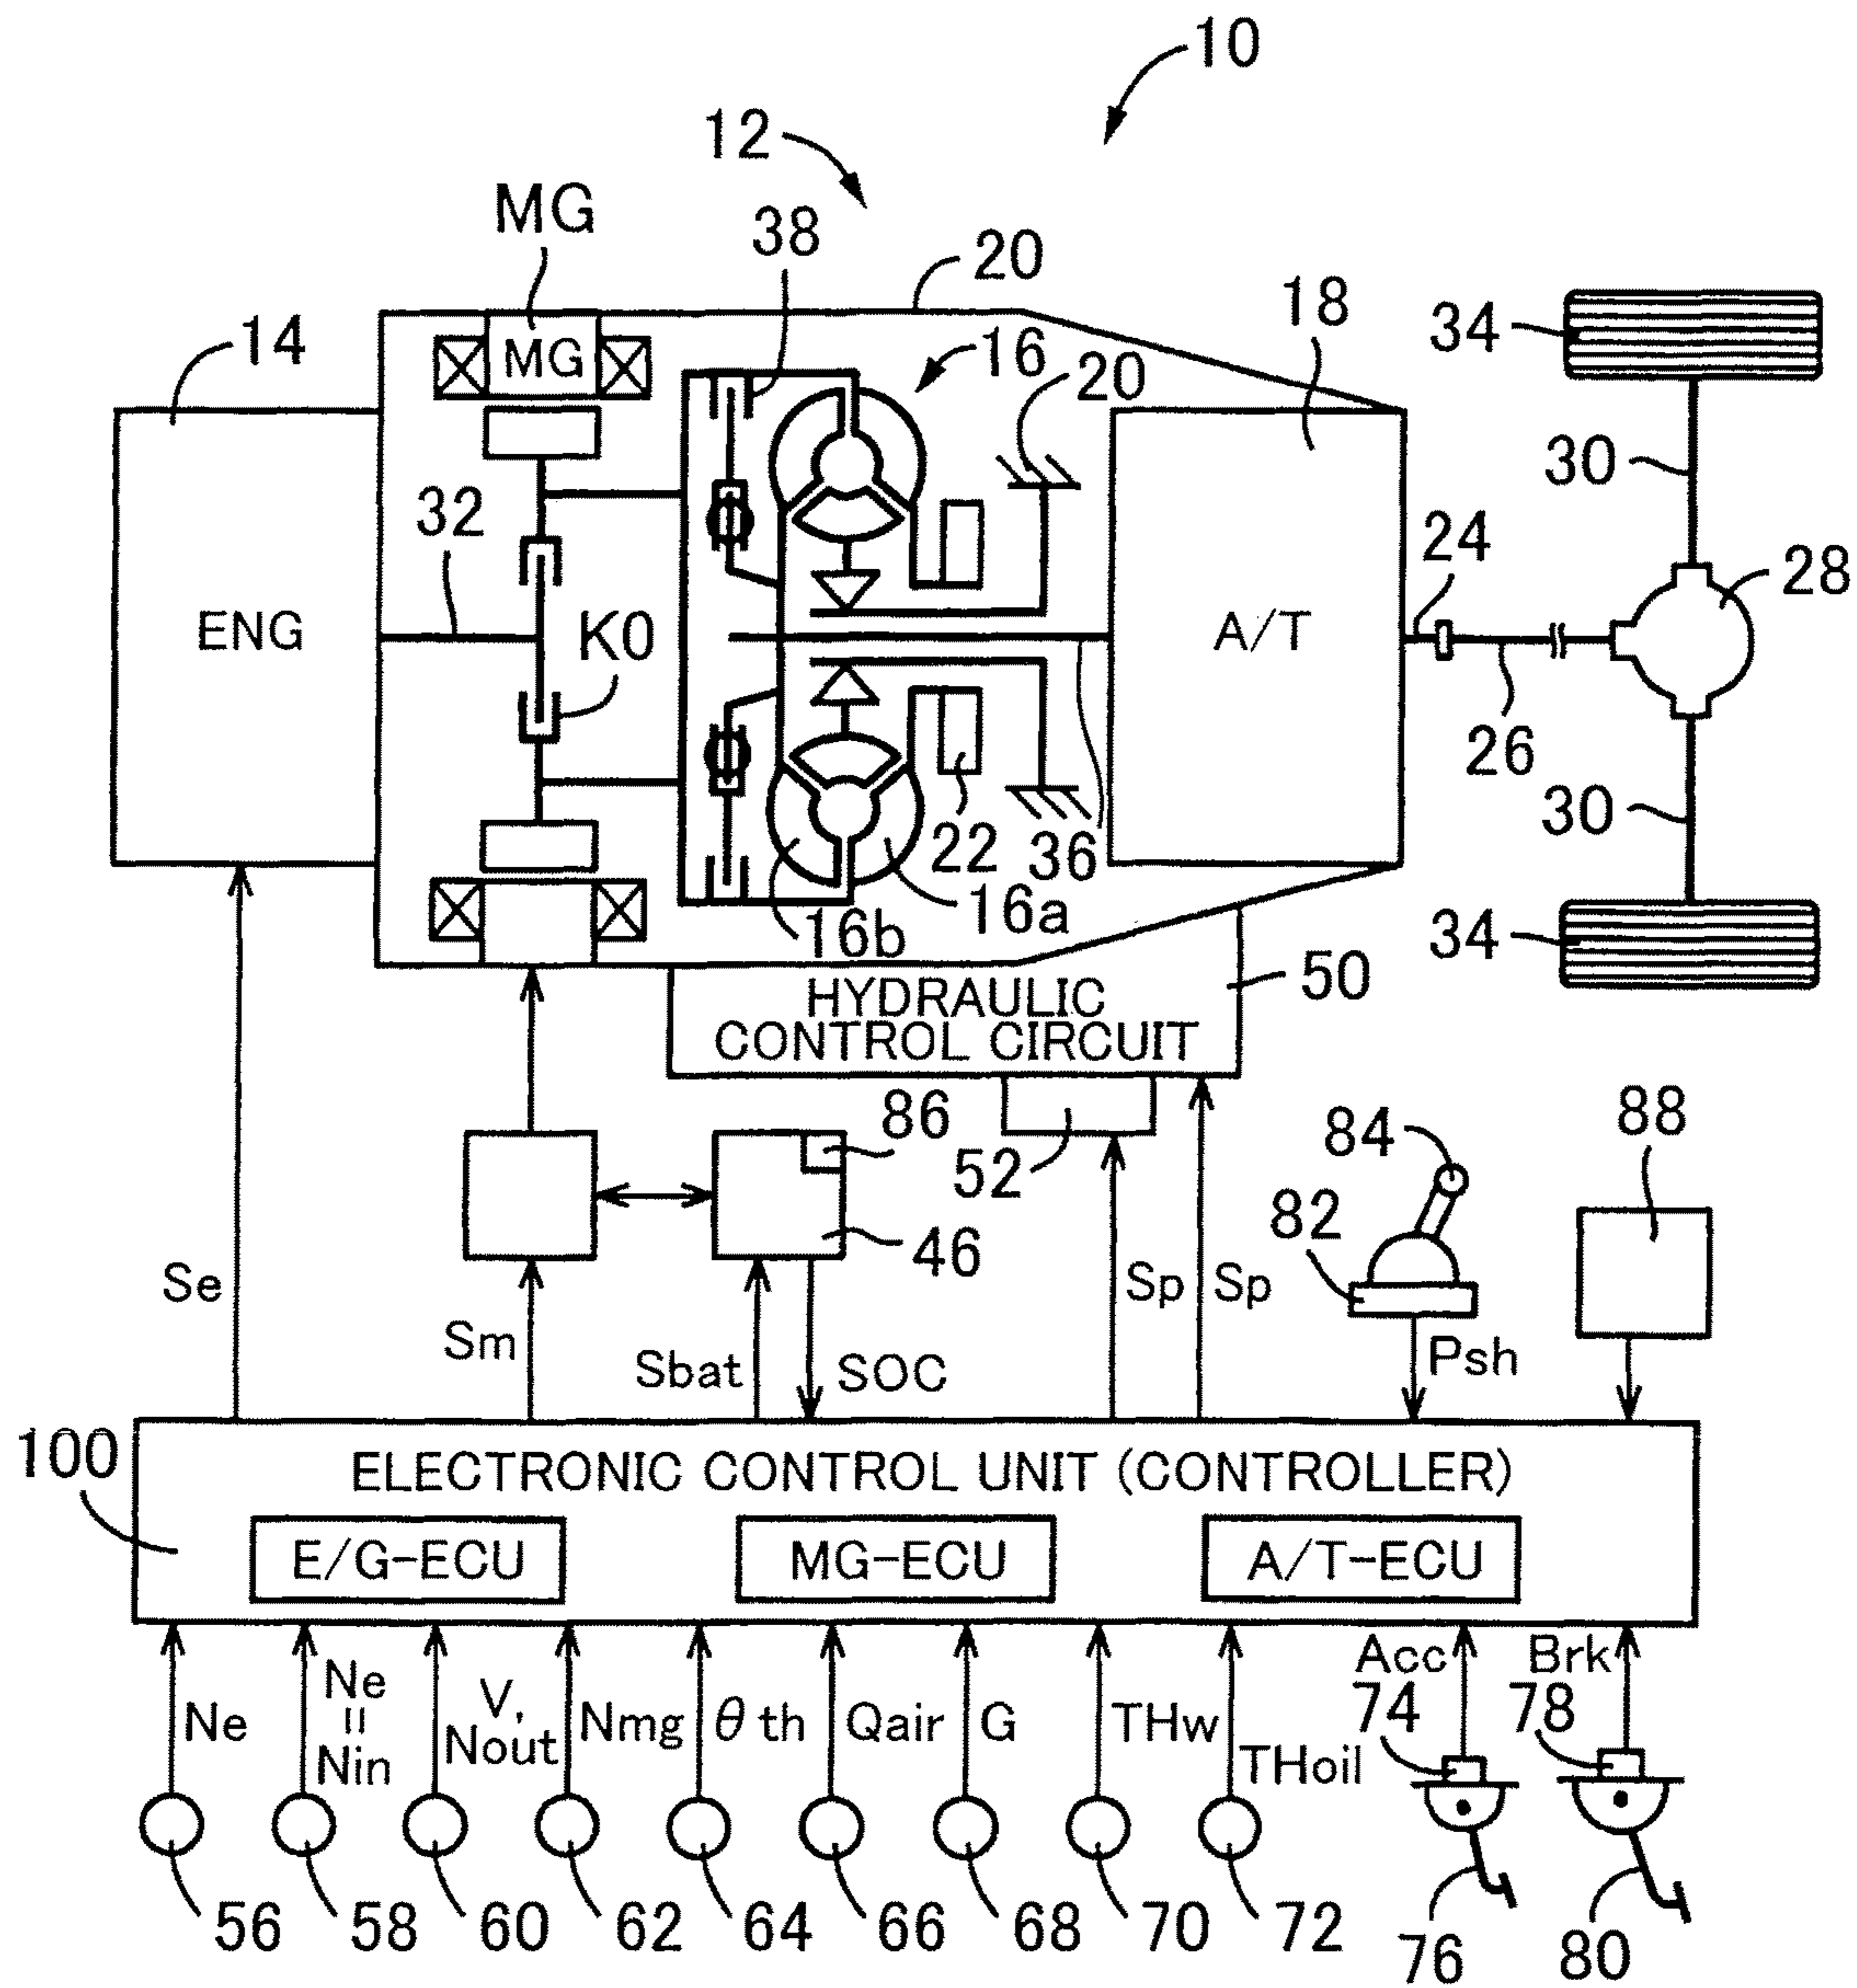 10
12
MG
38
20
18
34
14
MG
16
20
30
32
24
28
ENG
K0
A/T
26
30
22
36
16a
16b
34
50
HYDRAULIC
CONTROL CIRCUIT
86
84
88
52
82
46
Se
Sp
Sp
Sm
Sbat
SOC
Psh
100
ELECTRONIC CONTROL UNIT (CONTROLLER)
E/G-ECU
MG-ECU
A/T-ECU
Ne
Ne
=
Nin
V,
Nout
Nmg
θth
Qair
G
THw
THoil
Acc
74
Brk
78
56
58
60
62
64
66
68
70
72
76
80